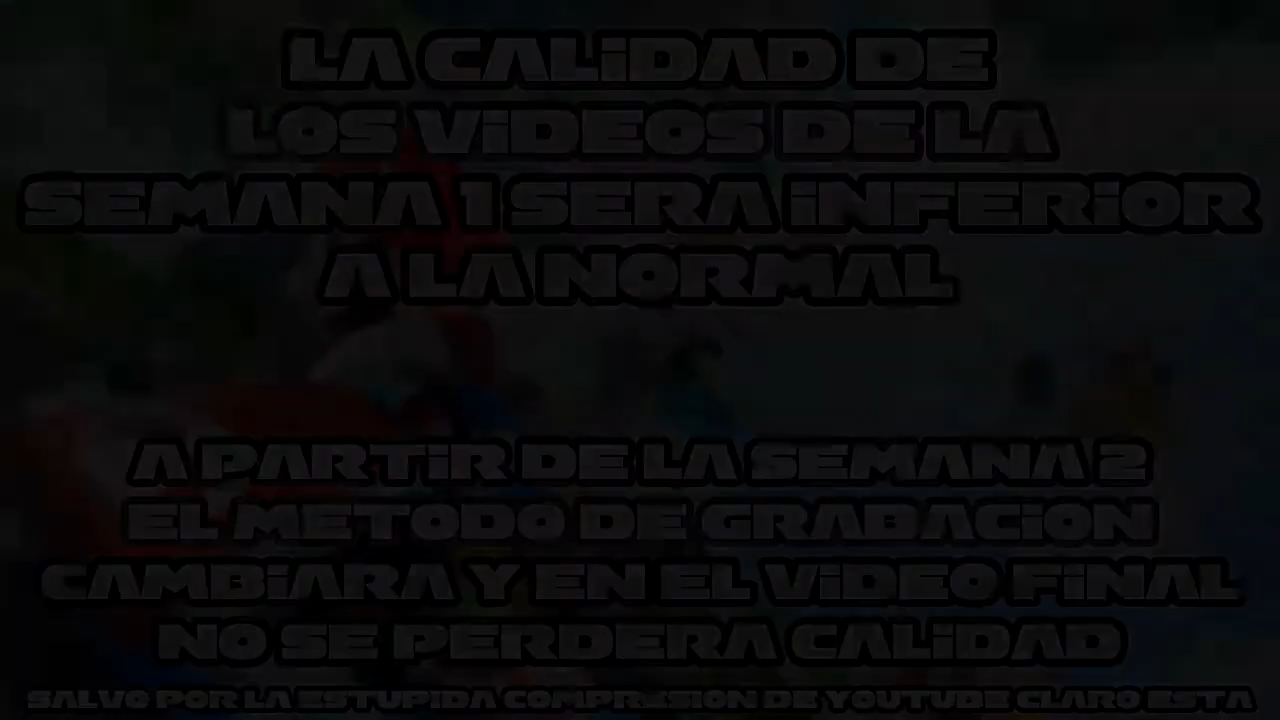 LA CALiDAD DE
LOS ViDEOS DE LA
SEMANA 1 SERA iNFERiOR
A LA NORMAL
A PARTiR DE LA SEMANA 2
EL METODO DE GRABACiON
CAMBiARA Y EN EL ViDEO FiNAL
NO SE PERDERA CALiDAD
SALVO POR LA ESTUPIDA COMPRESION DE YOUTUBE CLARO ESTA